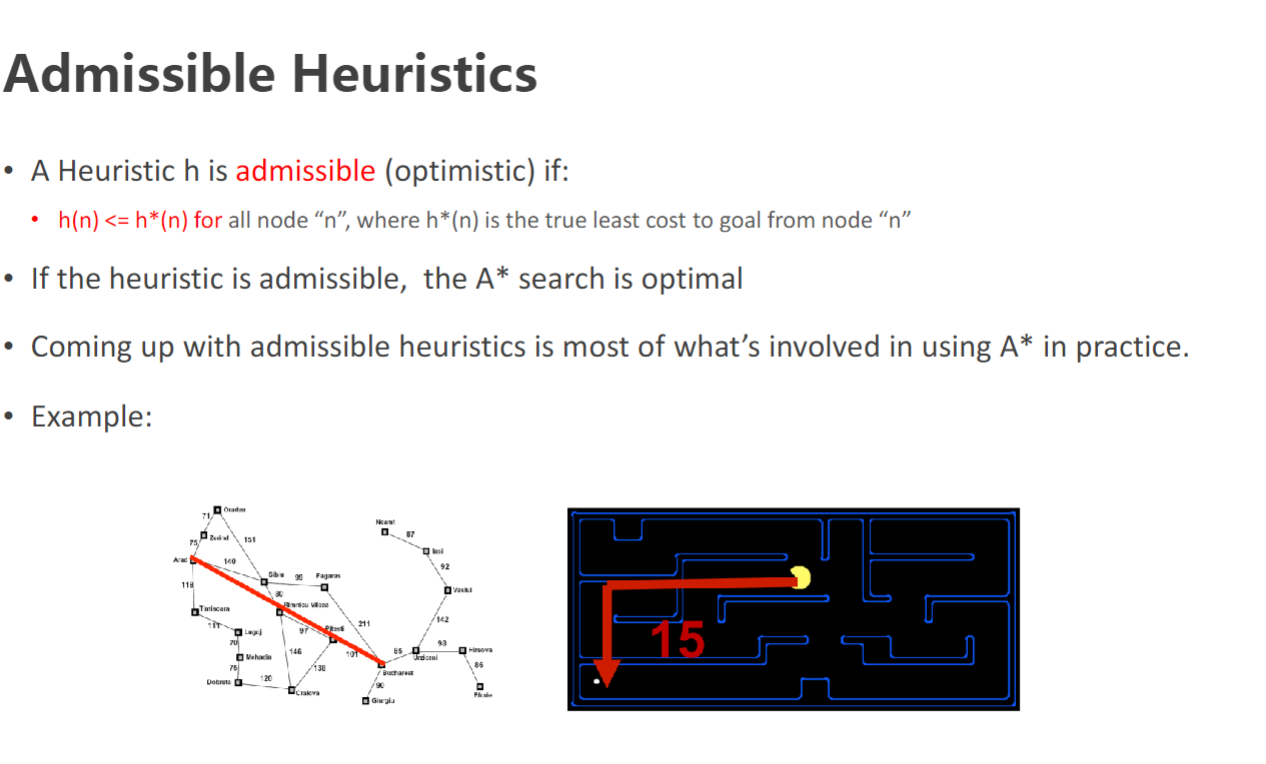 Admissible Heuristics
• A Heuristic h is admissible (optimistic) if:
• h(n) <= h*(n) for all node “n”, where h*(n) is the true least cost to goal from node “n”
• If the heuristic is admissible,  the A* search is optimal
• Coming up with admissible heuristics is most of what’s involved in using A* in practice.
• Example:
71
Neamt
87
Zerind
151
75
Iasi
Arad
140
92
Sibiu
99
Fagaras
118
80
Vaslui
Timisoara
Rimnicu Vilcea
111
Lugoj
97
Pitesti
211
142
70
98
Mehadia
146
101
85
Hirsova
Urziceni
75
138
86
Bucharest
Dobreta
120
90
Craiova
Giurgiu
15